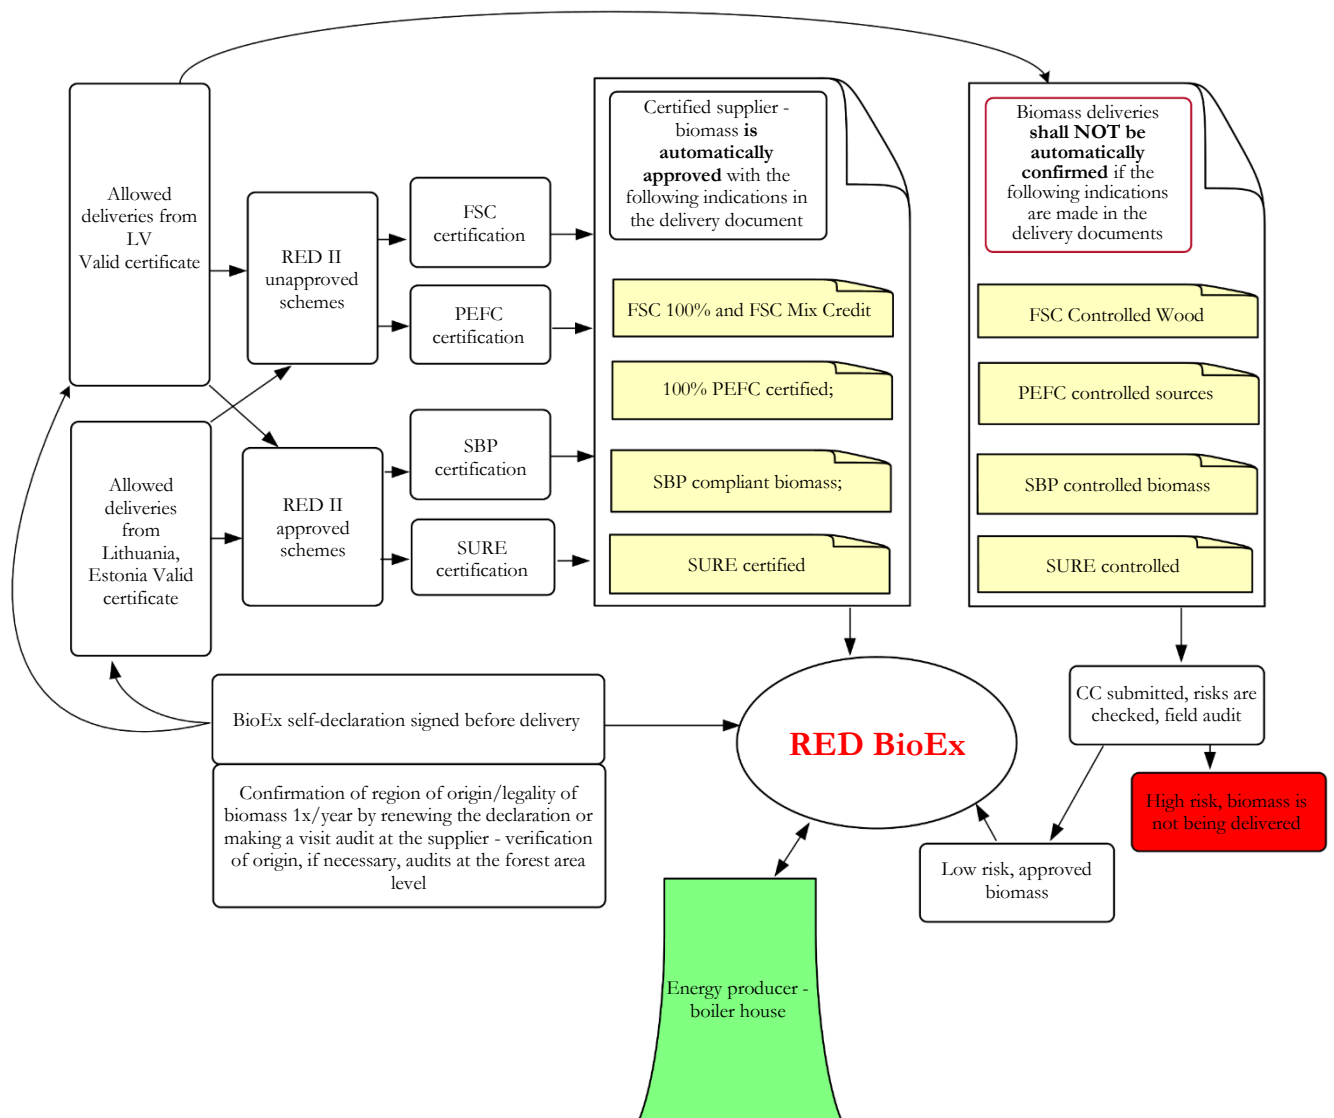 Allowed
deliveries from
LV
Valid certificate
Allowed
deliveries
from
Lithuania,
Estonia Valid
certificate
RED II
unapproved
schemes
RED II
approved
schemes
FSC
certification
PEFC
certification
SBP
certification
SURE
certification
Certified supplier -
biomass is
automatically
approved with the
following indications in
the delivery document
FSC 100% and FSC Mix Credit
100% PEFC certified;
SBP compliant biomass;
SURE certified
Biomass deliveries
shall NOT be
automatically
confirmed if the
following indications
are made in the
delivery documents
FSC Controlled Wood
PEFC controlled sources
SBP controlled biomass
SURE controlled
BioEx self-declaration signed before delivery
Confirmation of region of origin/legality of
biomass 1x/year by renewing the declaration or
making a visit audit at the supplier - verification
of origin, if necessary, audits at the forest area
level
RED BioEx
CC submitted, risks are
checked, field audit
High risk, biomass is
not being delivered
Low risk, approved
biomass
Energy producer -
boiler house